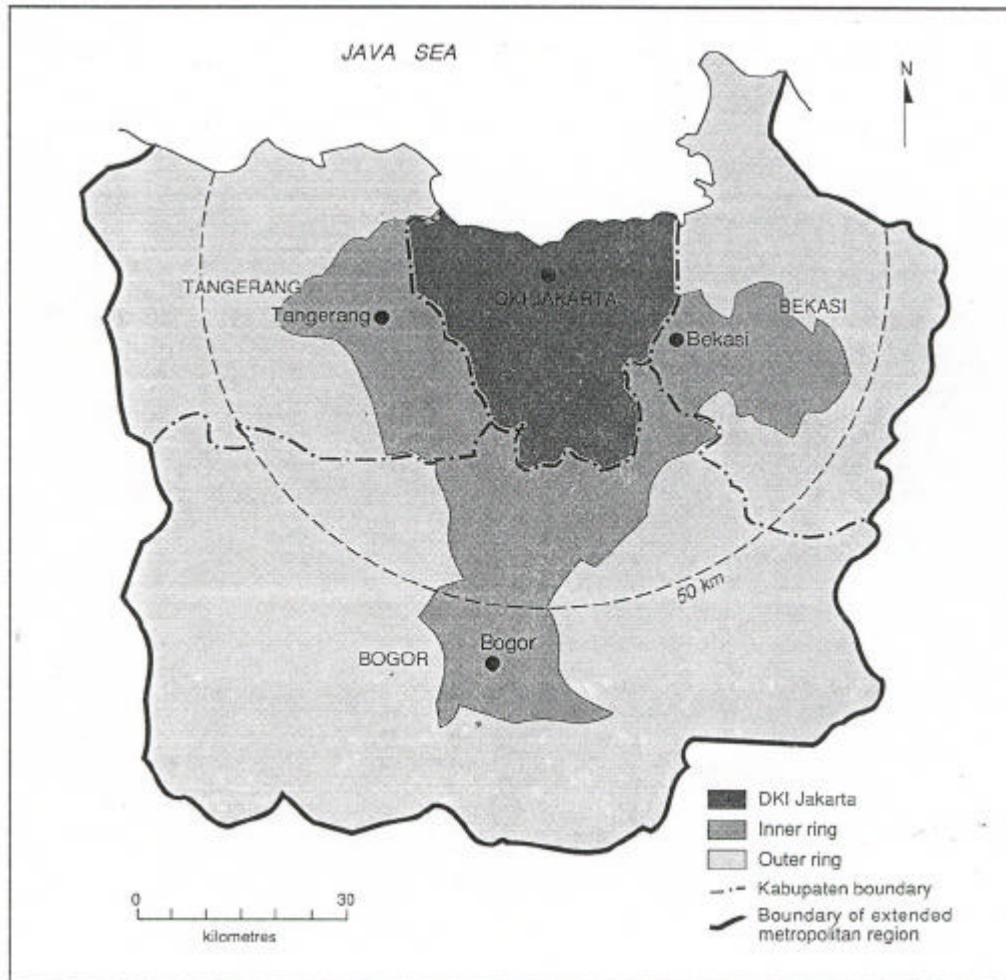 JAVA SEA
N
TANGERANG
Tangerang
DKI JAKARTA
BEKASI
Bekasi
50 km
BOGOR
Bogor
DKI Jakarta
Inner ring
Outer ring
Kabupaten boundary
Boundary of extended
metropolitan region
0 30
kilometres